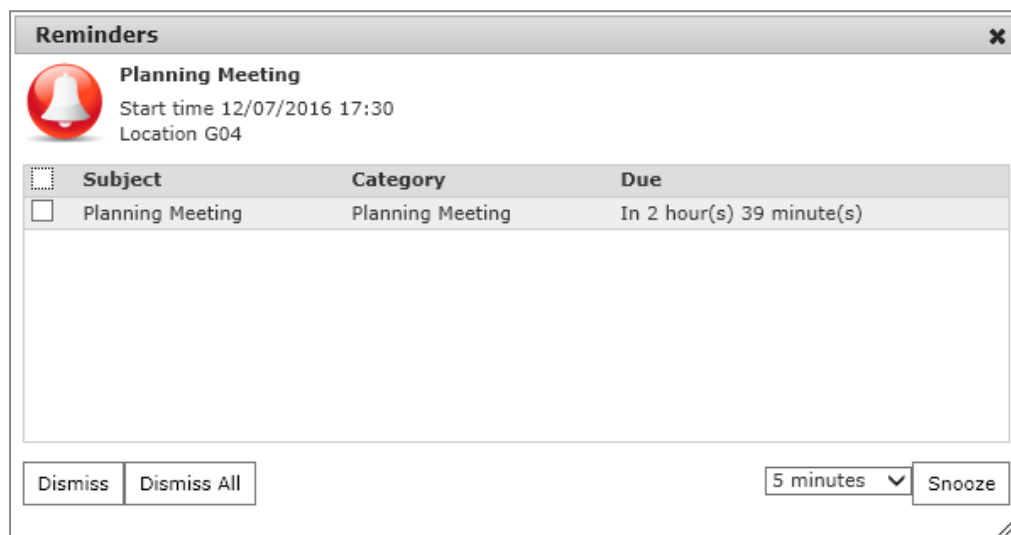 Reminders
Planning Meeting
Start time 12/07/2016 17:30
Location G04
Subject Category Due
Planning Meeting Planning Meeting In 2 hour(s) 39 minute(s)
Dismiss Dismiss All 5 minutes Snooze